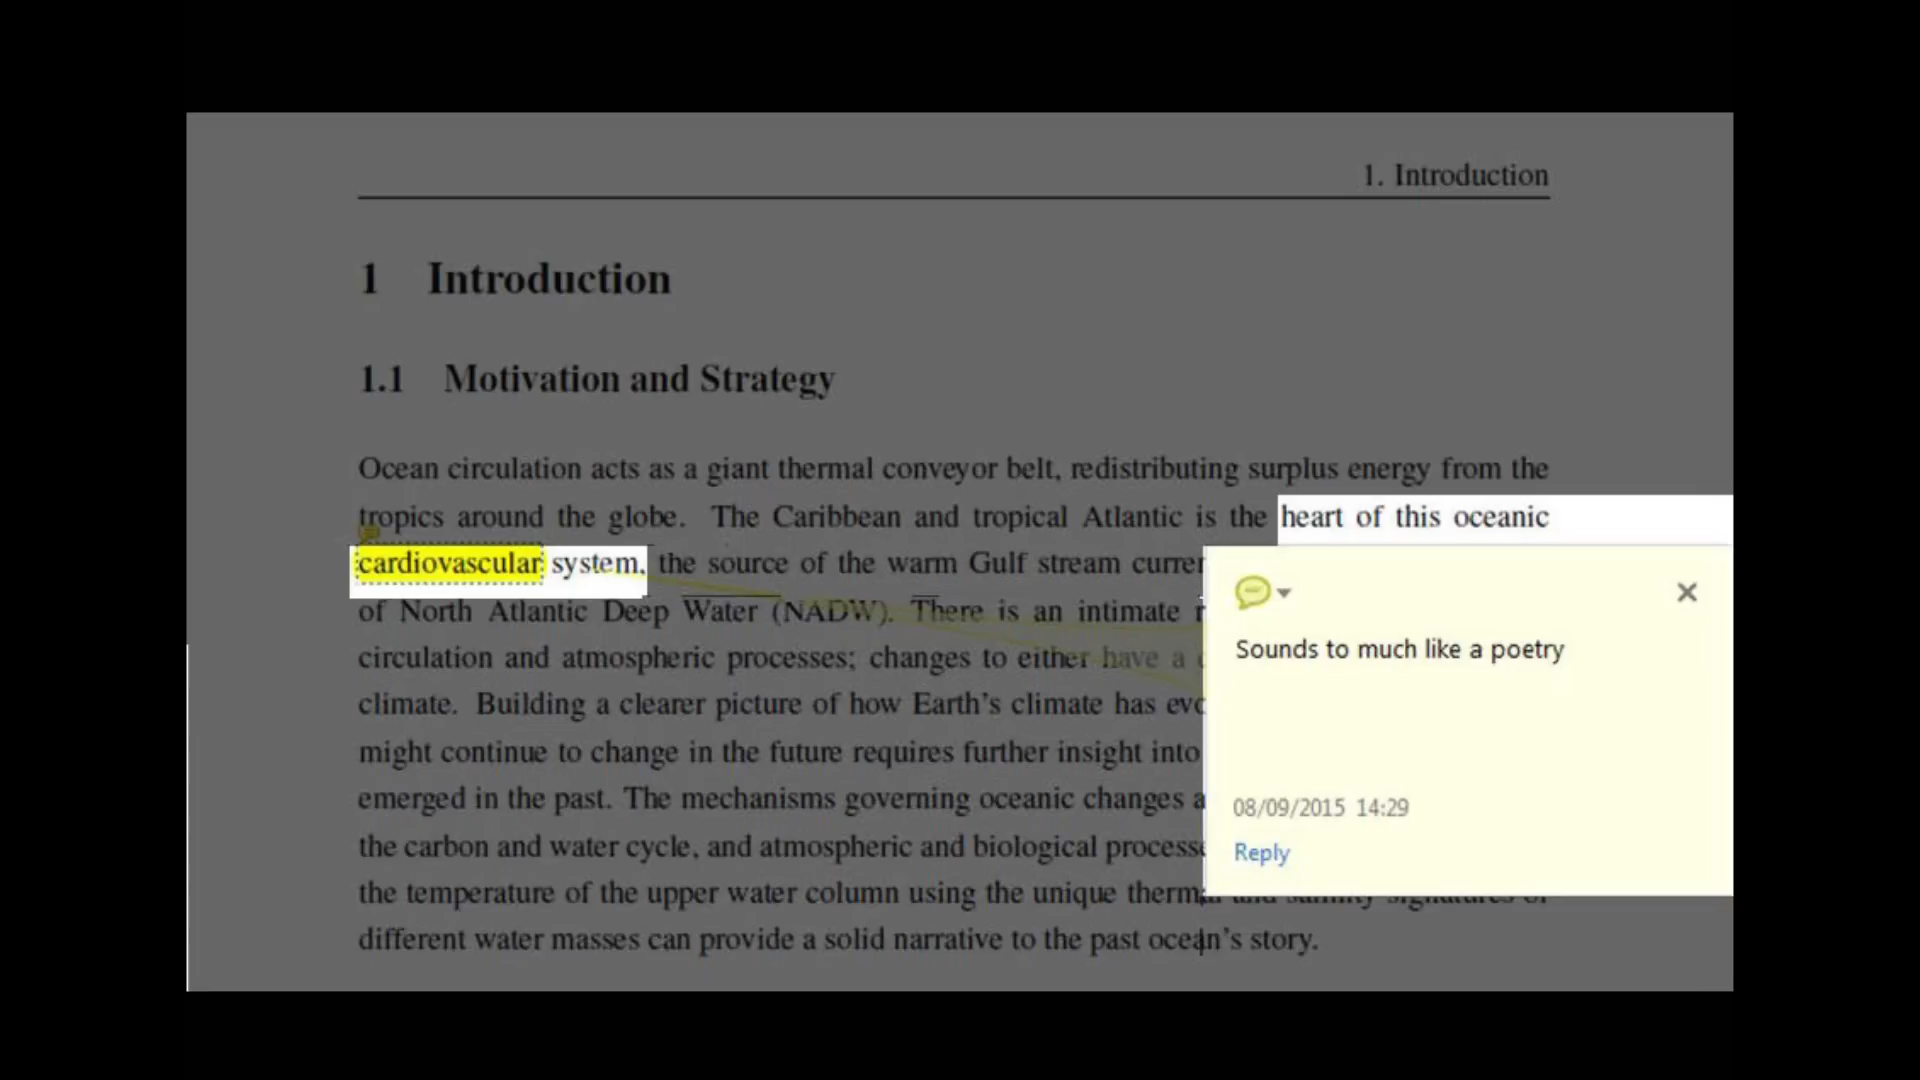 1. Introduction
1 Introduction
1.1 Motivation and Strategy
Ocean circulation acts as a giant thermal conveyor belt, redistributing surplus energy from the
tropics around the globe. The Caribbean and tropical Atlantic is the heart of this oceanic
cardiovascular system, the source of the warm Gulf stream
of North Atlantic Deep Water (NADW). There is an intimate
circulation and atmospheric processes; changes to either have a
climate. Building a clearer picture of how Earth's climate has
might continue to change in the future requires further insight into
emerged in the past. The mechanisms governing oceanic changes
the carbon and water cycle, and atmospheric and biological
the temperature of the upper water column using the unique
different water masses can provide a solid narrative to the past ocean's story.
Sounds to much like a poetry
08/09/2015 14:29
Reply